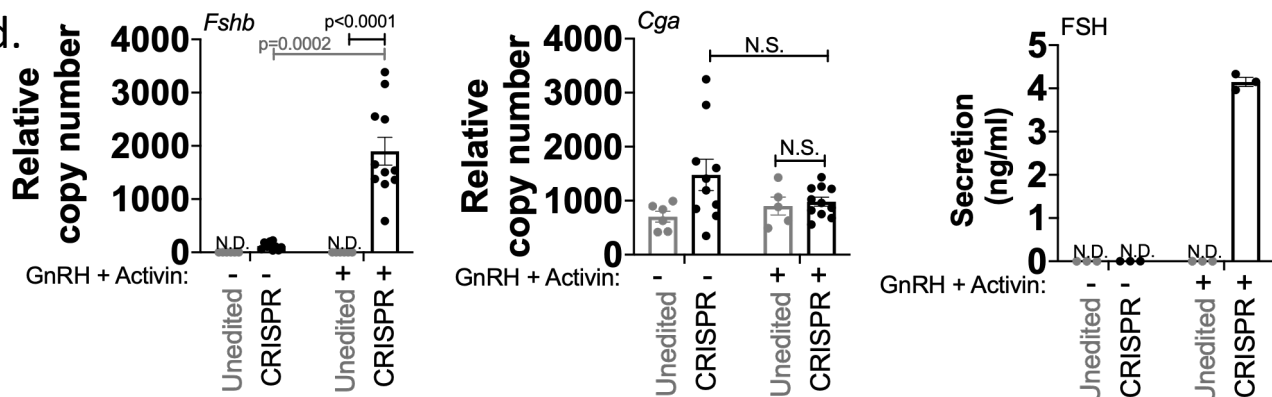 d.
Fshb
p<0.0001
p=0.0002
Relative
copy number
4000
3000
2000
1000
0
N.D.
N.D.
GnRH + Activin:
-
-
+
+
Unedited
CRISPR
Unedited
CRISPR
Cga
N.S.
N.S.
Relative
copy number
4000
3000
2000
1000
0
GnRH + Activin:
-
-
+
+
Unedited
CRISPR
Unedited
CRISPR
FSH
Secretion
(ng/ml)
5
4
3
2
1
0
N.D.
N.D.
N.D.
GnRH + Activin:
-
-
+
+
Unedited
CRISPR
Unedited
CRISPR